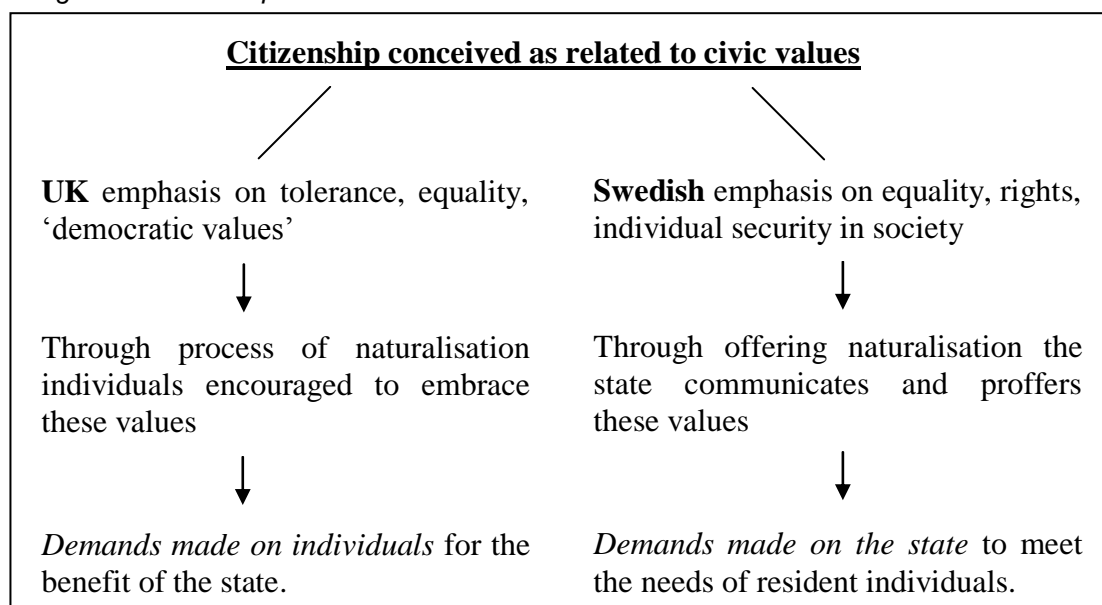 Citizenship conceived as related to civic values
UK emphasis on tolerance, equality,
‘democratic values’
Through process of naturalisation
individuals encouraged to embrace
these values
Demands made on individuals for the
benefit of the state.
Swedish emphasis on equality, rights,
individual security in society
Through offering naturalisation the
state communicates and proffers
these values
Demands made on the state to meet
the needs of resident individuals.